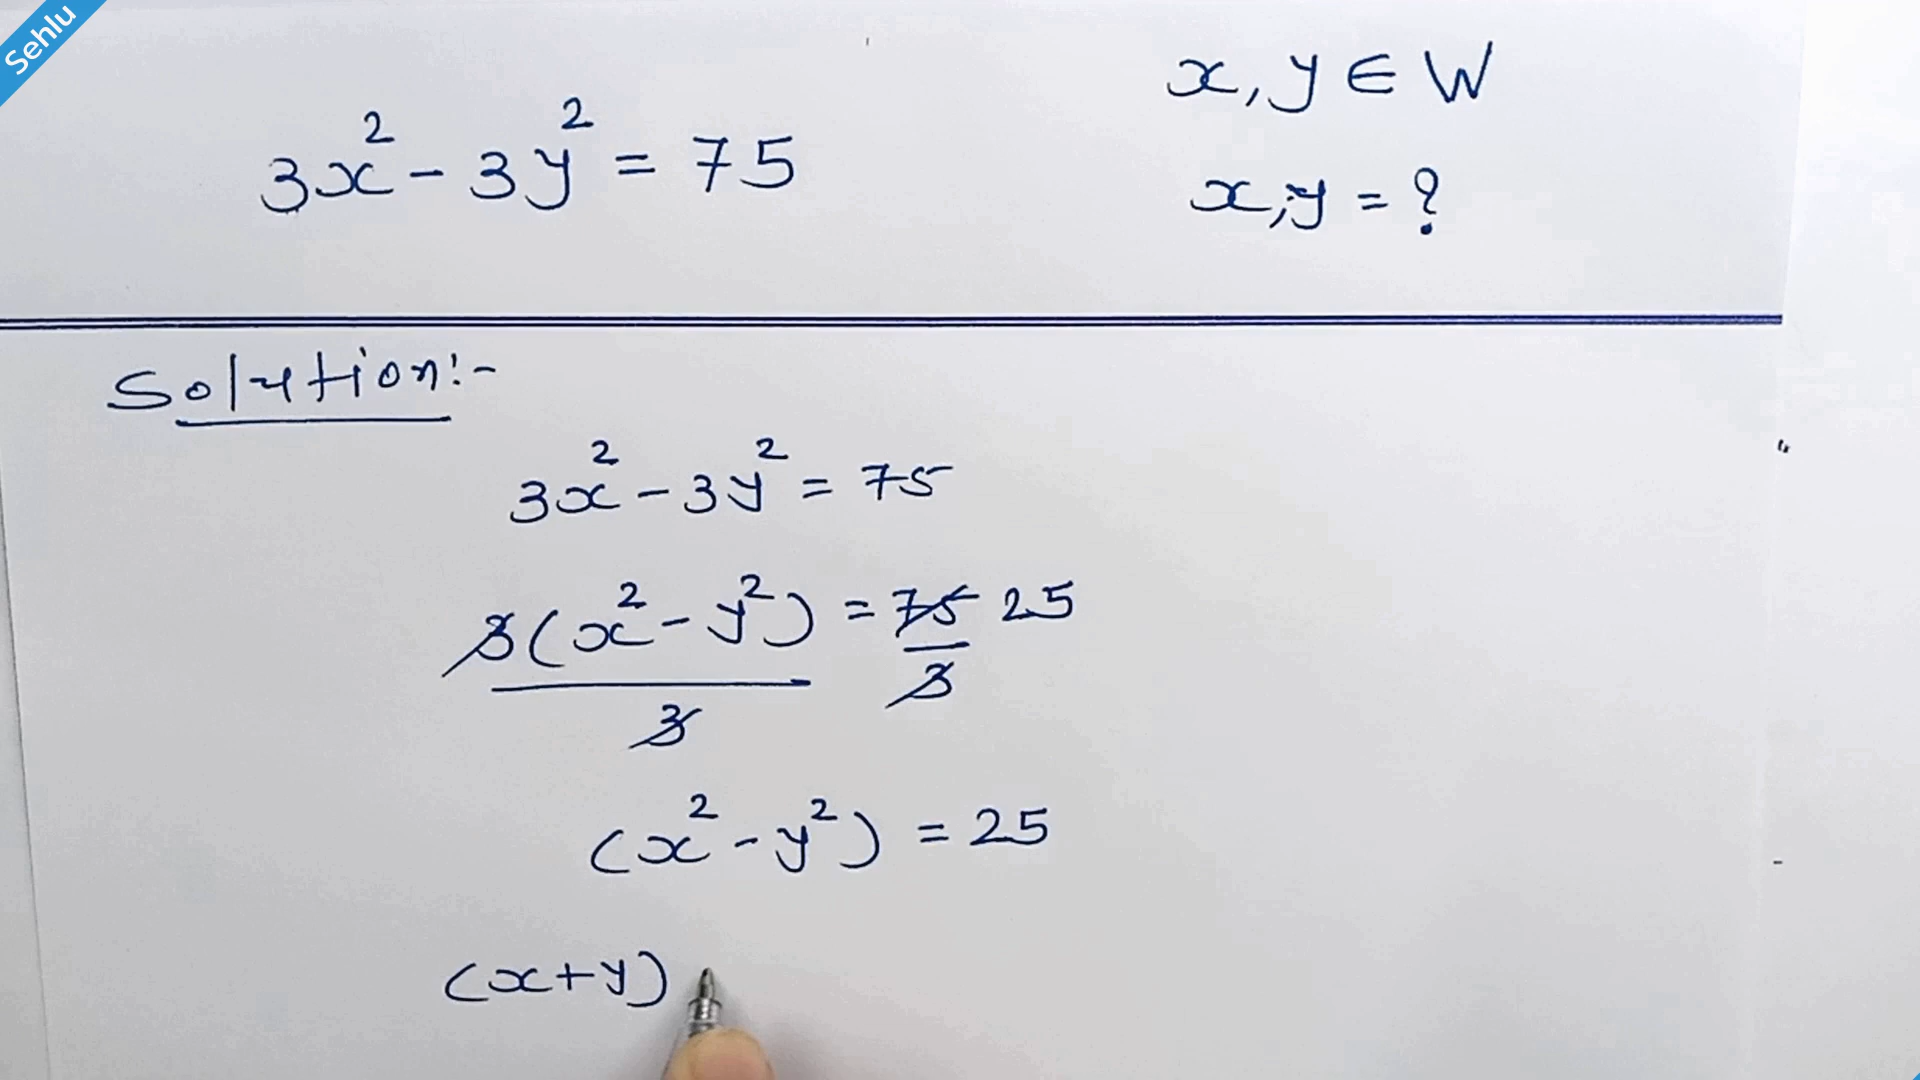 Sehlu
3x² - 3y² = 75
x, y ∈ W
x, y = ?
Solution:-
3x² - 3y² = 75
3(x² - y²) = 75 25
3 3
(x² - y²) = 25
(x+y)